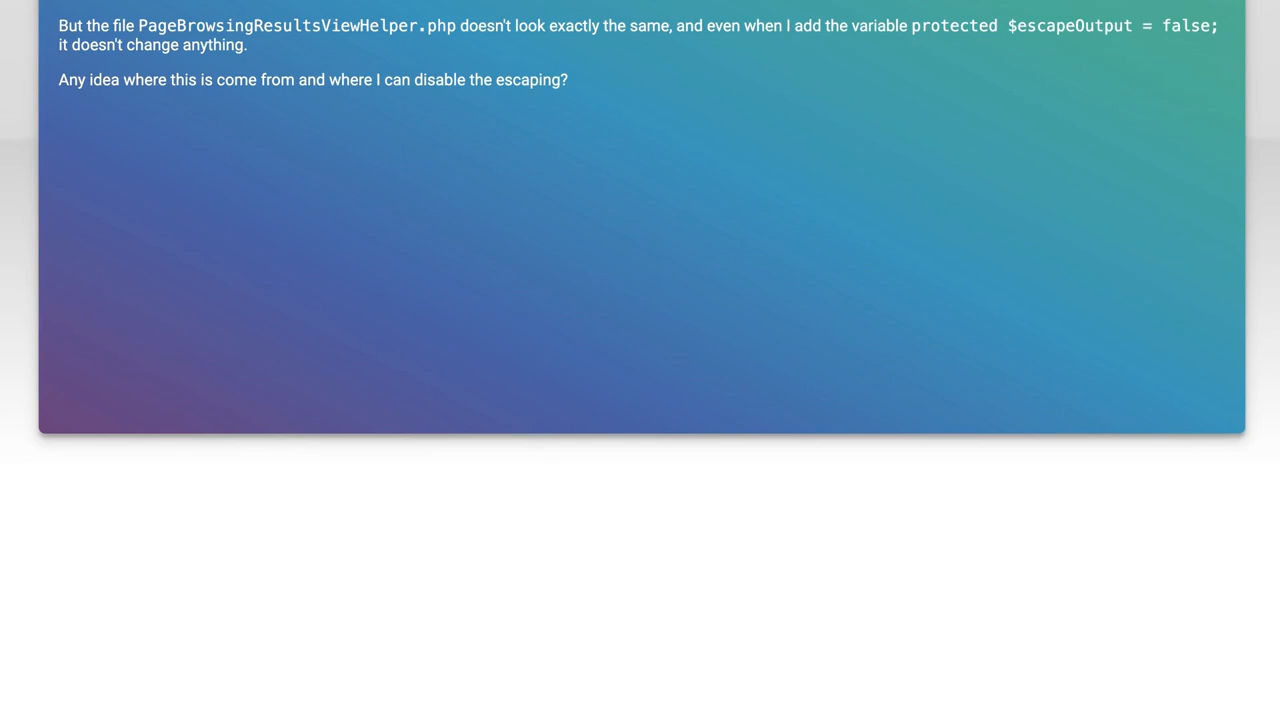 But the file PageBrowsingResultsViewHelper.php doesn't look exactly the same, and even when I add the variable protected $escapeOutput = false;
it doesn't change anything.
Any idea where this is come from and where I can disable the escaping?